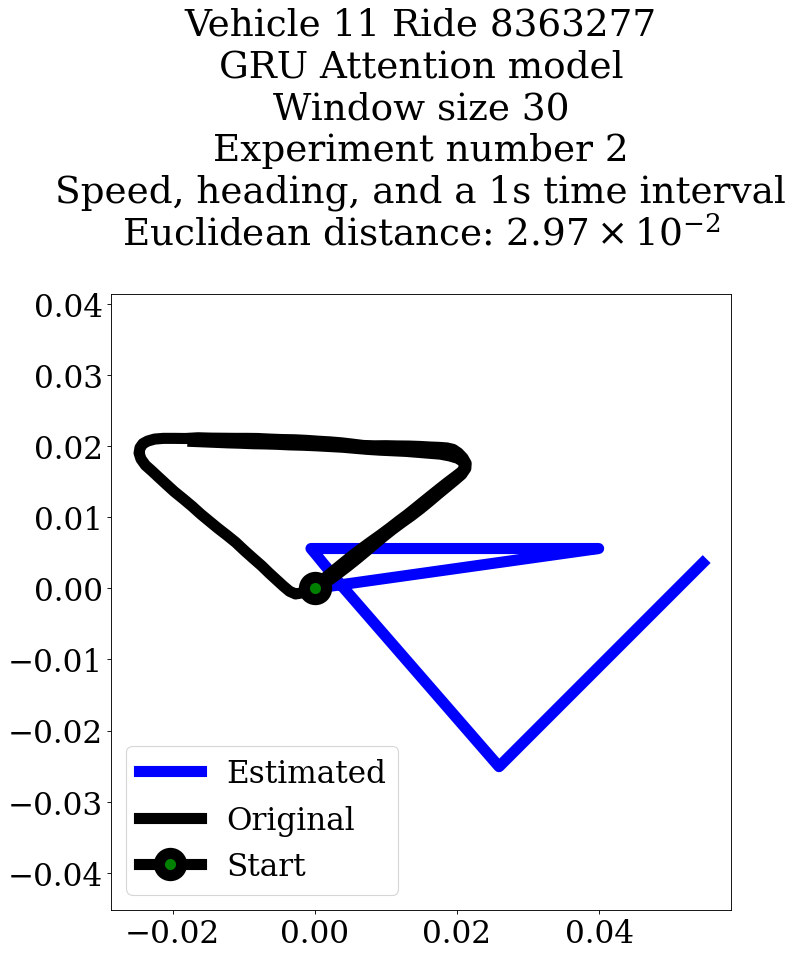 Vehicle 11 Ride 8363277
GRU Attention model
Window size 30
Experiment number 2
Speed, heading, and a 1s time interval
Euclidean distance: 2.97 × 10⁻²
0.04
0.03
0.02
0.01
0.00
−0.01
−0.02
−0.03
−0.04
Estimated
Original
Start
−0.02 0.00 0.02 0.04